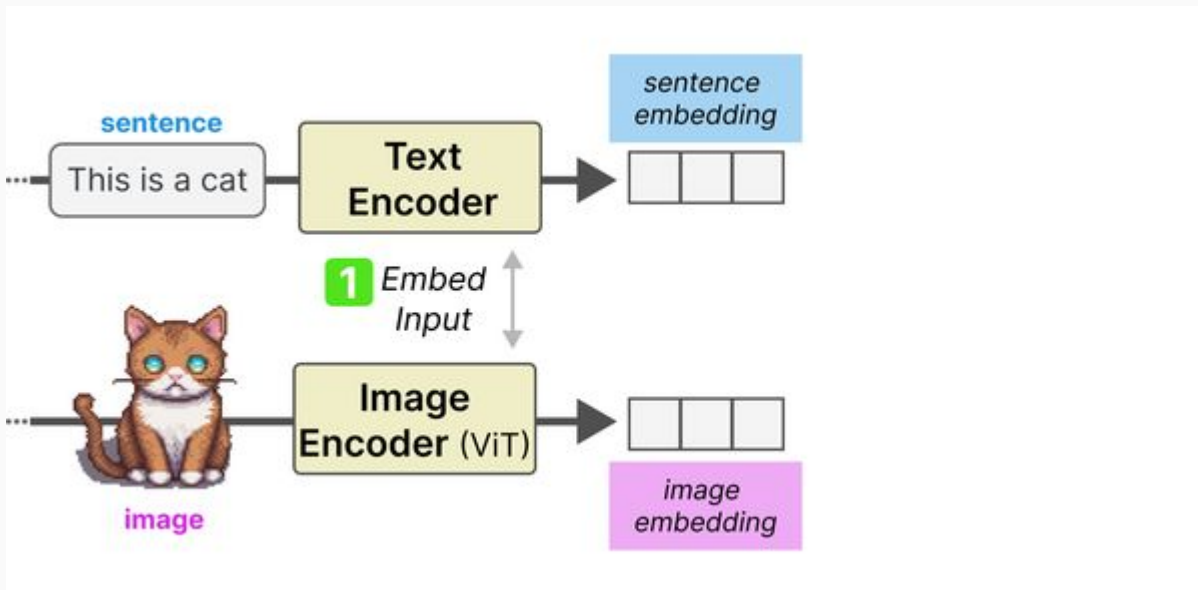 sentence
embedding
sentence
This is a cat
Text
Encoder
1 Embed
Input
Image
Encoder (ViT)
image
image
embedding